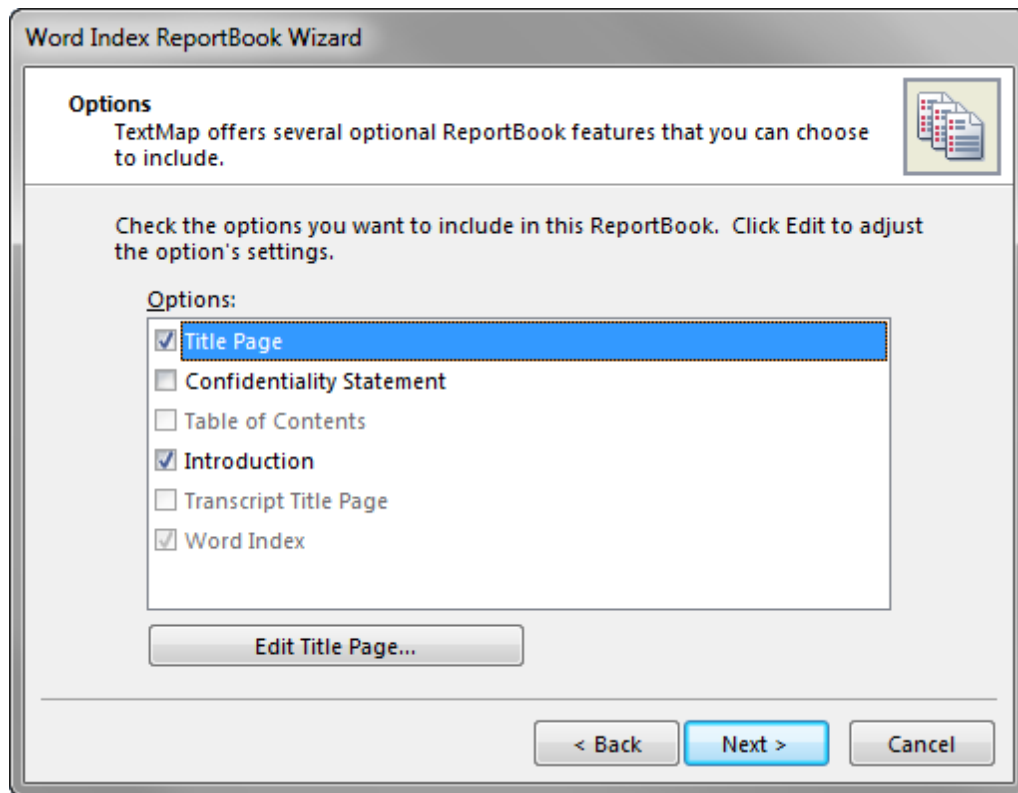 Word Index ReportBook Wizard
Options
TextMap offers several optional ReportBook features that you can choose
to include.
Check the options you want to include in this ReportBook.  Click Edit to adjust
the option's settings.
Options:
Title Page
Confidentiality Statement
Table of Contents
Introduction
Transcript Title Page
Word Index
Edit Title Page...
< Back
Next >
Cancel